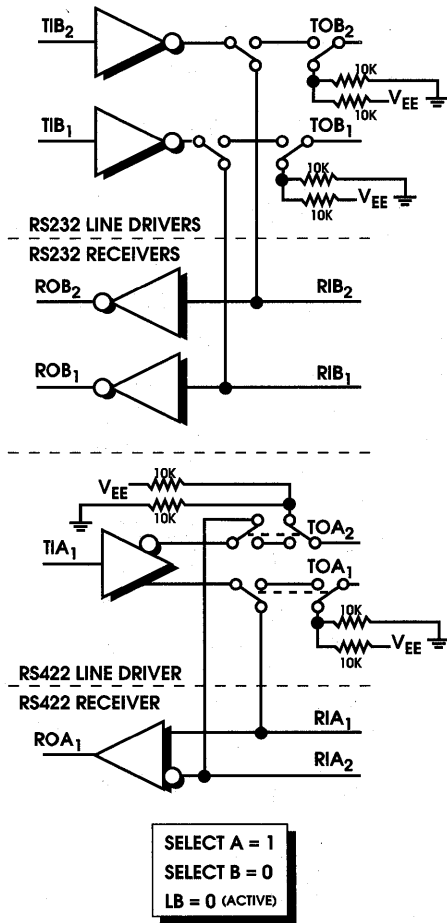 TIB2
TOB2
10K
10K
VEE
TIB1
TOB1
10K
10K
VEE
RS232 LINE DRIVERS
RS232 RECEIVERS
ROB2
RIB2
ROB1
RIB1
10K
VEE
10K
TOA2
TIA1
TOA1
10K
10K
VEE
RS422 LINE DRIVER
RS422 RECEIVER
RIA1
ROA1
RIA2
SELECT A = 1
SELECT B = 0
LB = 0 (ACTIVE)